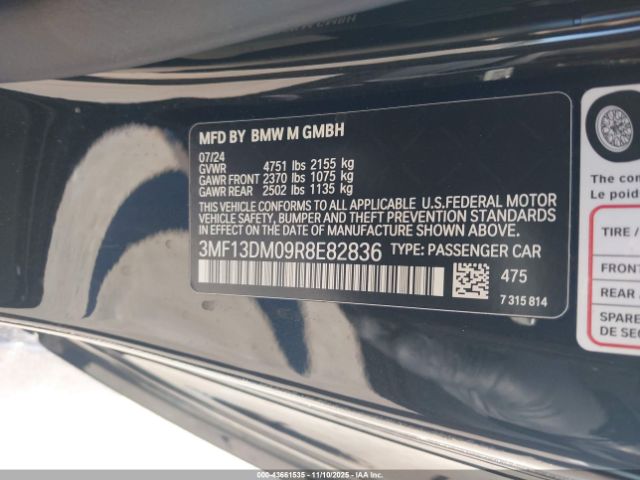 MFD BY BMW M GMBH
07/24
GVWR 4751 lbs 2155 kg
GAWR FRONT 2370 lbs 1075 kg
GAWR REAR 2502 lbs 1135 kg
THIS VEHICLE CONFORMS TO ALL APPLICABLE U.S.FEDERAL MOTOR
VEHICLE SAFETY, BUMPER AND THEFT PREVENTION STANDARDS
IN EFFECT ON THE DATE OF MANUFACTURE SHOWN ABOVE.
3MF13DM09R8E82836 TYPE: PASSENGER CAR
475
7 315 814
The com
Le poid
TIRE /
FRONT
REAR
SPARE
DE SEC
000-43661535 - 11/10/2025 - IAA Inc.